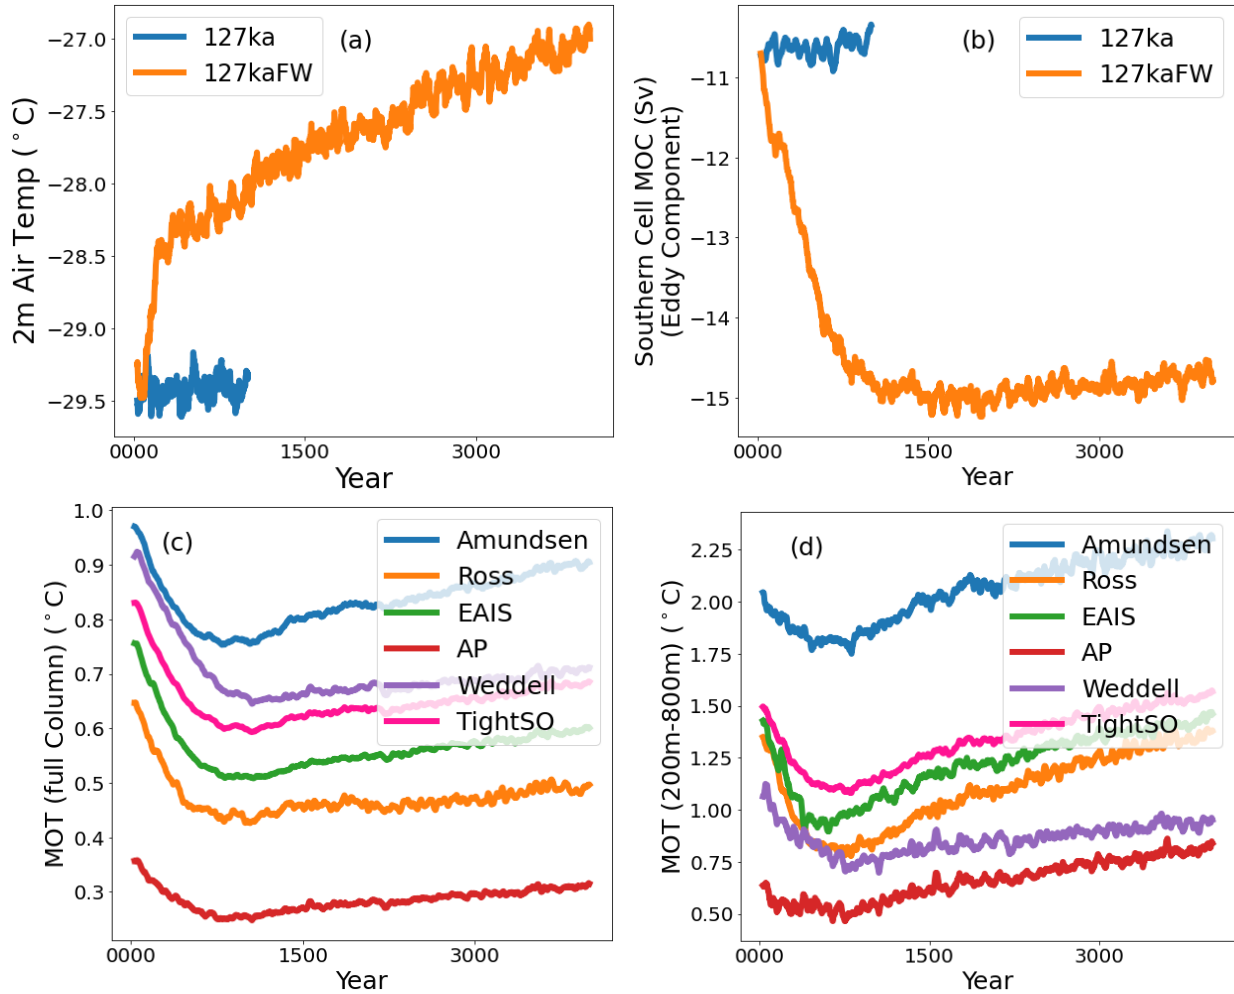 (a)
127ka
127kaFW
2m Air Temp (°C)
−27.0
−27.5
−28.0
−28.5
−29.0
−29.5
0000
1500
3000
Year
(b)
127ka
127kaFW
Southern Cell MOC (Sv)
(Eddy Component)
−11
−12
−13
−14
−15
0000
1500
3000
Year
(c)
Amundsen
Ross
EAIS
AP
Weddell
TightSO
MOT (full Column) (°C)
1.0
0.9
0.8
0.7
0.6
0.5
0.4
0.3
0000
1500
3000
Year
(d)
Amundsen
Ross
EAIS
AP
Weddell
TightSO
MOT (200m-800m) (°C)
2.25
2.00
1.75
1.50
1.25
1.00
0.75
0.50
0000
1500
3000
Year